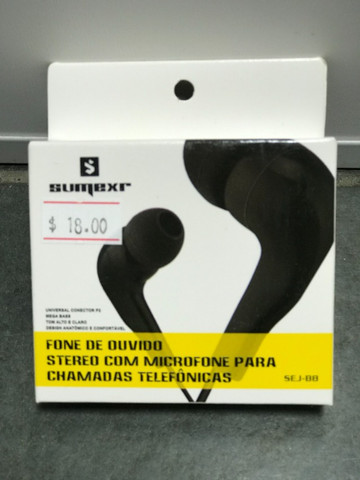 $
sumexr
$ 18.00
UNIVERSAL CONECTOR P2
MEGA BASS
TOM ALTO E CLARO
DESIGN ANATÔMICO E CONFORTÁVEL
FONE DE OUVIDO
STEREO COM MICROFONE PARA
CHAMADAS TELEFÔNICAS
SEJ-88